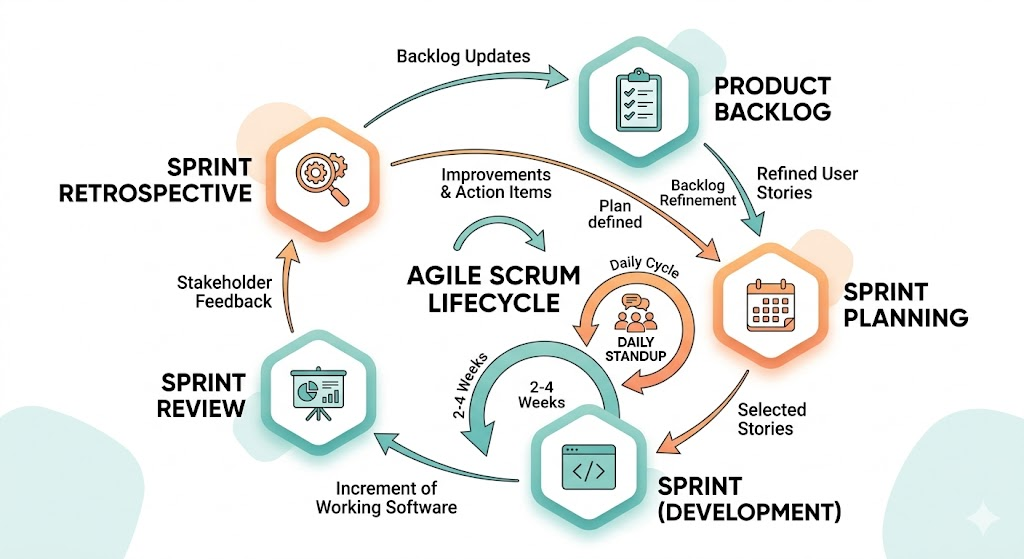 Backlog Updates
PRODUCT
BACKLOG
SPRINT
RETROSPECTIVE
Improvements
& Action Items
Backlog
Refinement
Refined User
Stories
Plan
defined
AGILE SCRUM
LIFECYCLE
Daily Cycle
DAILY
STANDUP
SPRINT
PLANNING
Stakeholder
Feedback
SPRINT
REVIEW
2-4 Weeks
2-4
Weeks
</>
Selected
Stories
Increment of
Working Software
SPRINT
(DEVELOPMENT)